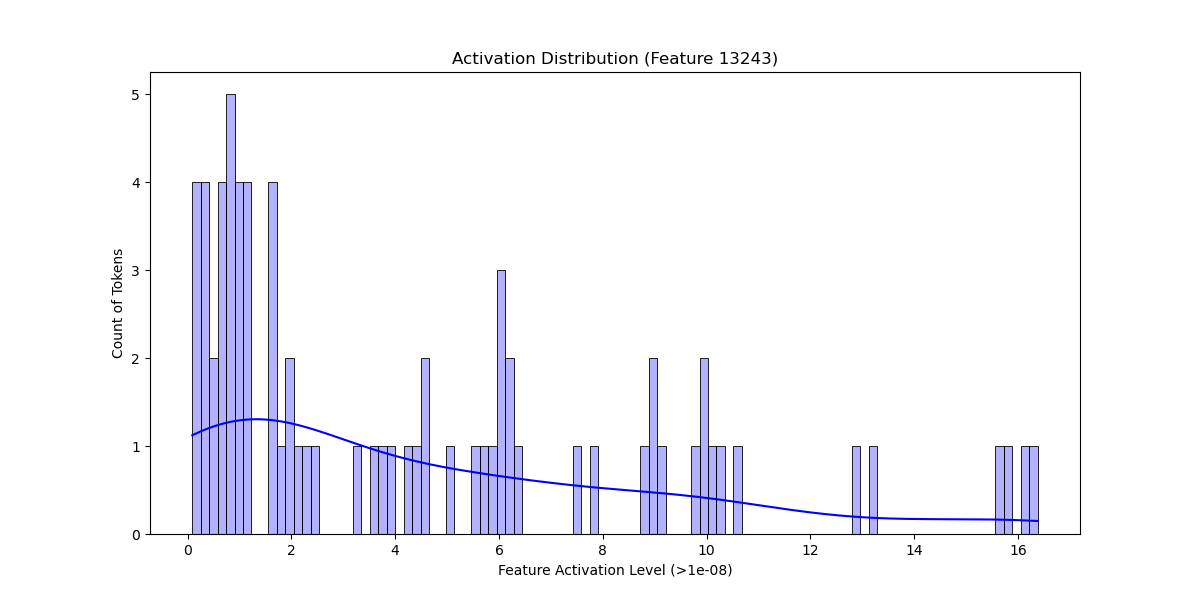 Activation Distribution (Feature 13243)
5
4
3
2
1
0
Count of Tokens
0 2 4 6 8 10 12 14 16
Feature Activation Level (>1e-08)